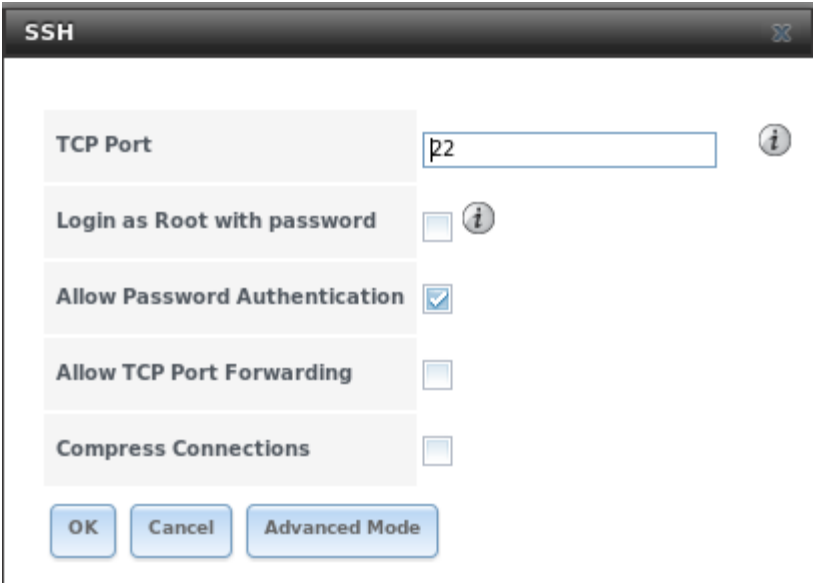 SSH
TCP Port
22
Login as Root with password
Allow Password Authentication
Allow TCP Port Forwarding
Compress Connections
OK Cancel Advanced Mode